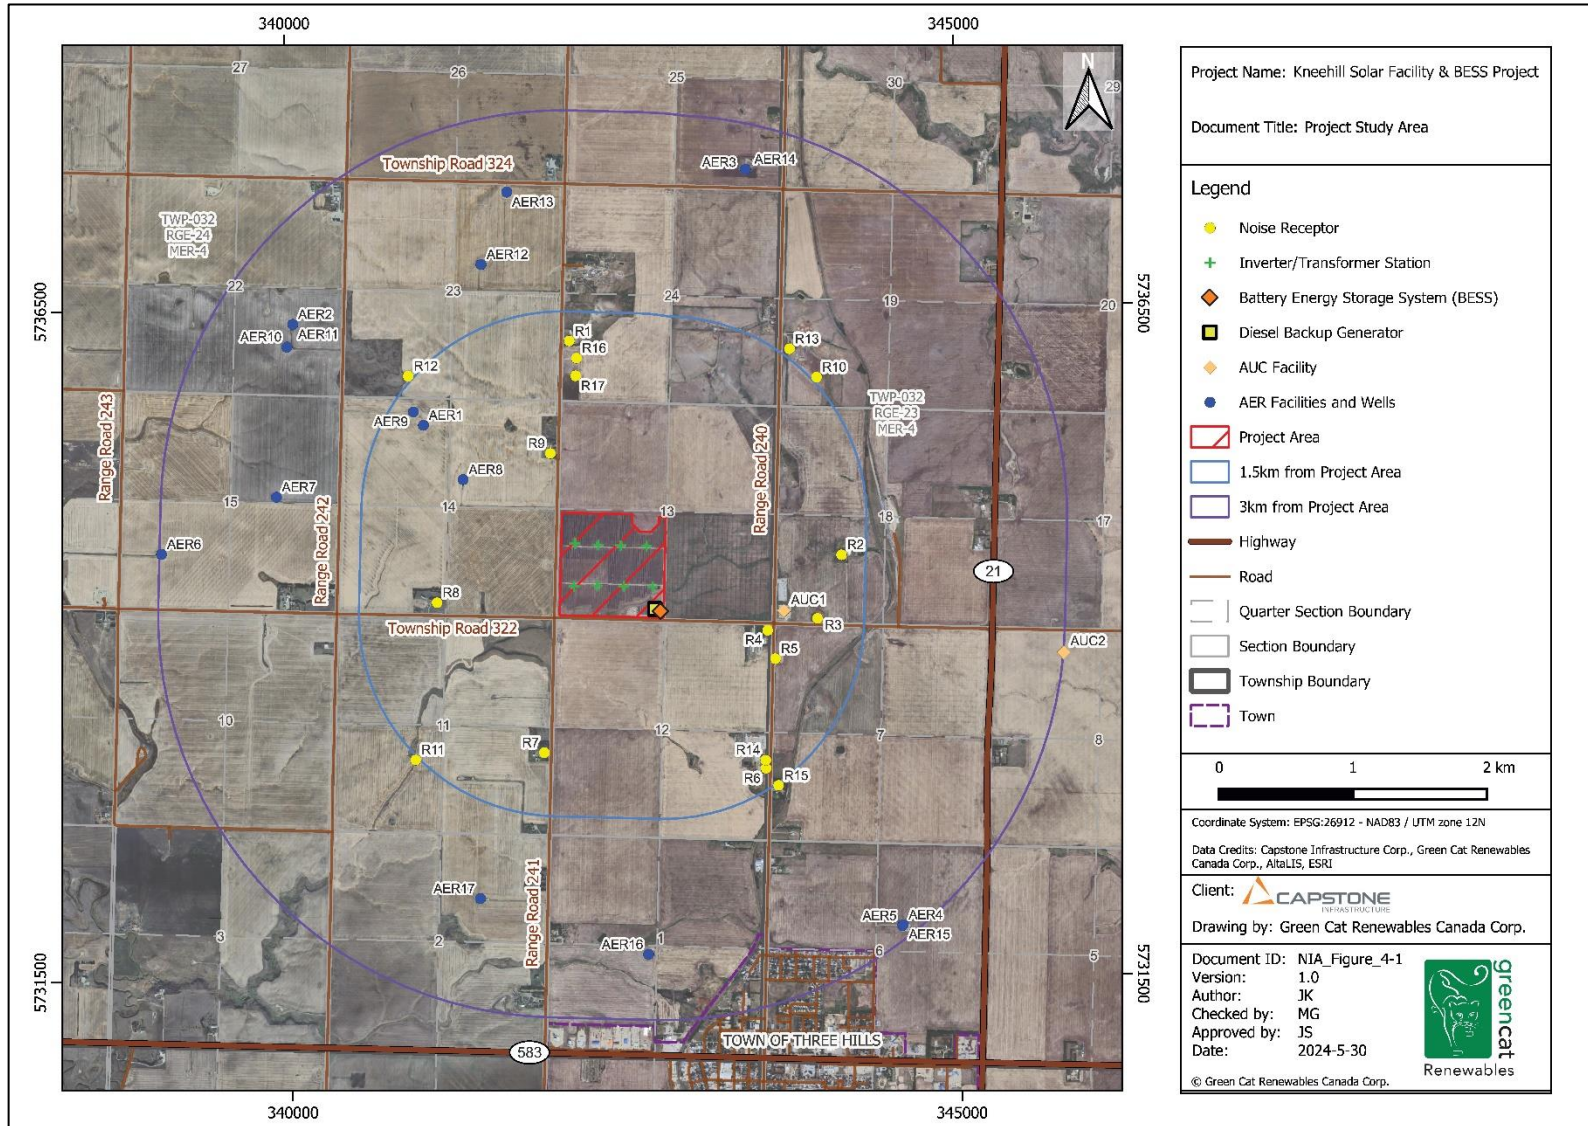 340000
345000
27
26
25
30
29
N
Township Road 324
AER3
AER14
AER13
TWP-032
RGE-24
MER-4
AER12
22
23
24
19
20
5736500
5736500
AER2
AER10
AER11
R1
R16
R17
R13
R10
R12
TWP-032
RGE-23
MER-4
AER9
AER1
Range Road 243
Range Road 242
Range Road 240
R9
AER8
AER7
15
14
13
18
17
AER6
R2
21
R8
AUC1
R3
Township Road 322
R4
R5
AUC2
10
11
12
7
8
R11
R7
R14
R6
R15
Range Road 241
AER17
AER5
AER4
AER15
3
2
AER16
1
6
5
5731500
5731500
583
TOWN OF THREE HILLS
340000
345000
Project Name: Kneehill Solar Facility & BESS Project
Document Title: Project Study Area
Legend
Noise Receptor
Inverter/Transformer Station
Battery Energy Storage System (BESS)
Diesel Backup Generator
AUC Facility
AER Facilities and Wells
Project Area
1.5km from Project Area
3km from Project Area
Highway
Road
Quarter Section Boundary
Section Boundary
Township Boundary
Town
0 1 2 km
Coordinate System: EPSG:26912 - NAD83 / UTM zone 12N
Data Credits: Capstone Infrastructure Corp., Green Cat Renewables
Canada Corp., AltaLIS, ESRI
Client: CAPSTONE
INFRASTRUCTURE
Drawing by: Green Cat Renewables Canada Corp.
Document ID: NIA_Figure_4-1
Version: 1.0
Author: JK
Checked by: MG
Approved by: JS
Date: 2024-5-30
greencat
Renewables
© Green Cat Renewables Canada Corp.